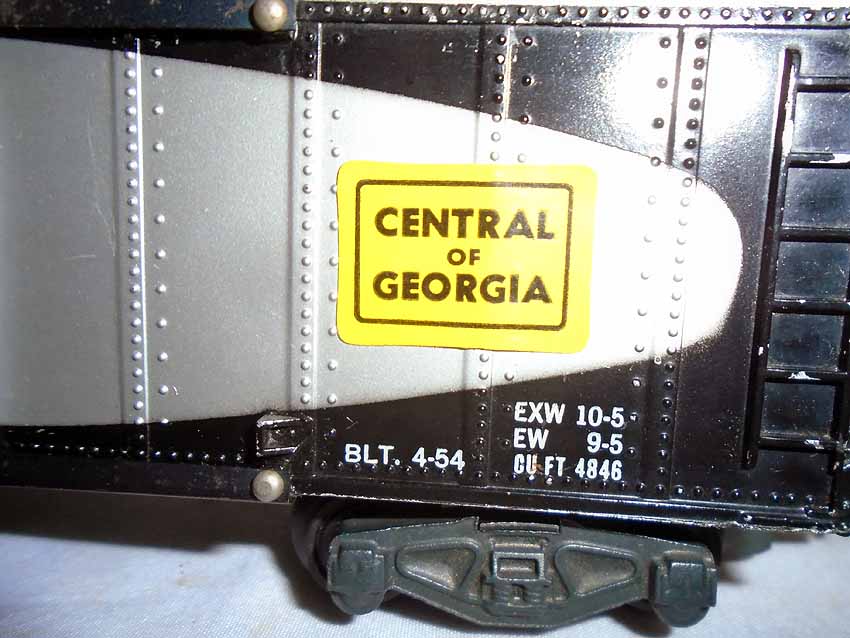 CENTRAL
OF
GEORGIA
BLT. 4-54
EXW 10-5
EW 9-5
CU FT 4846